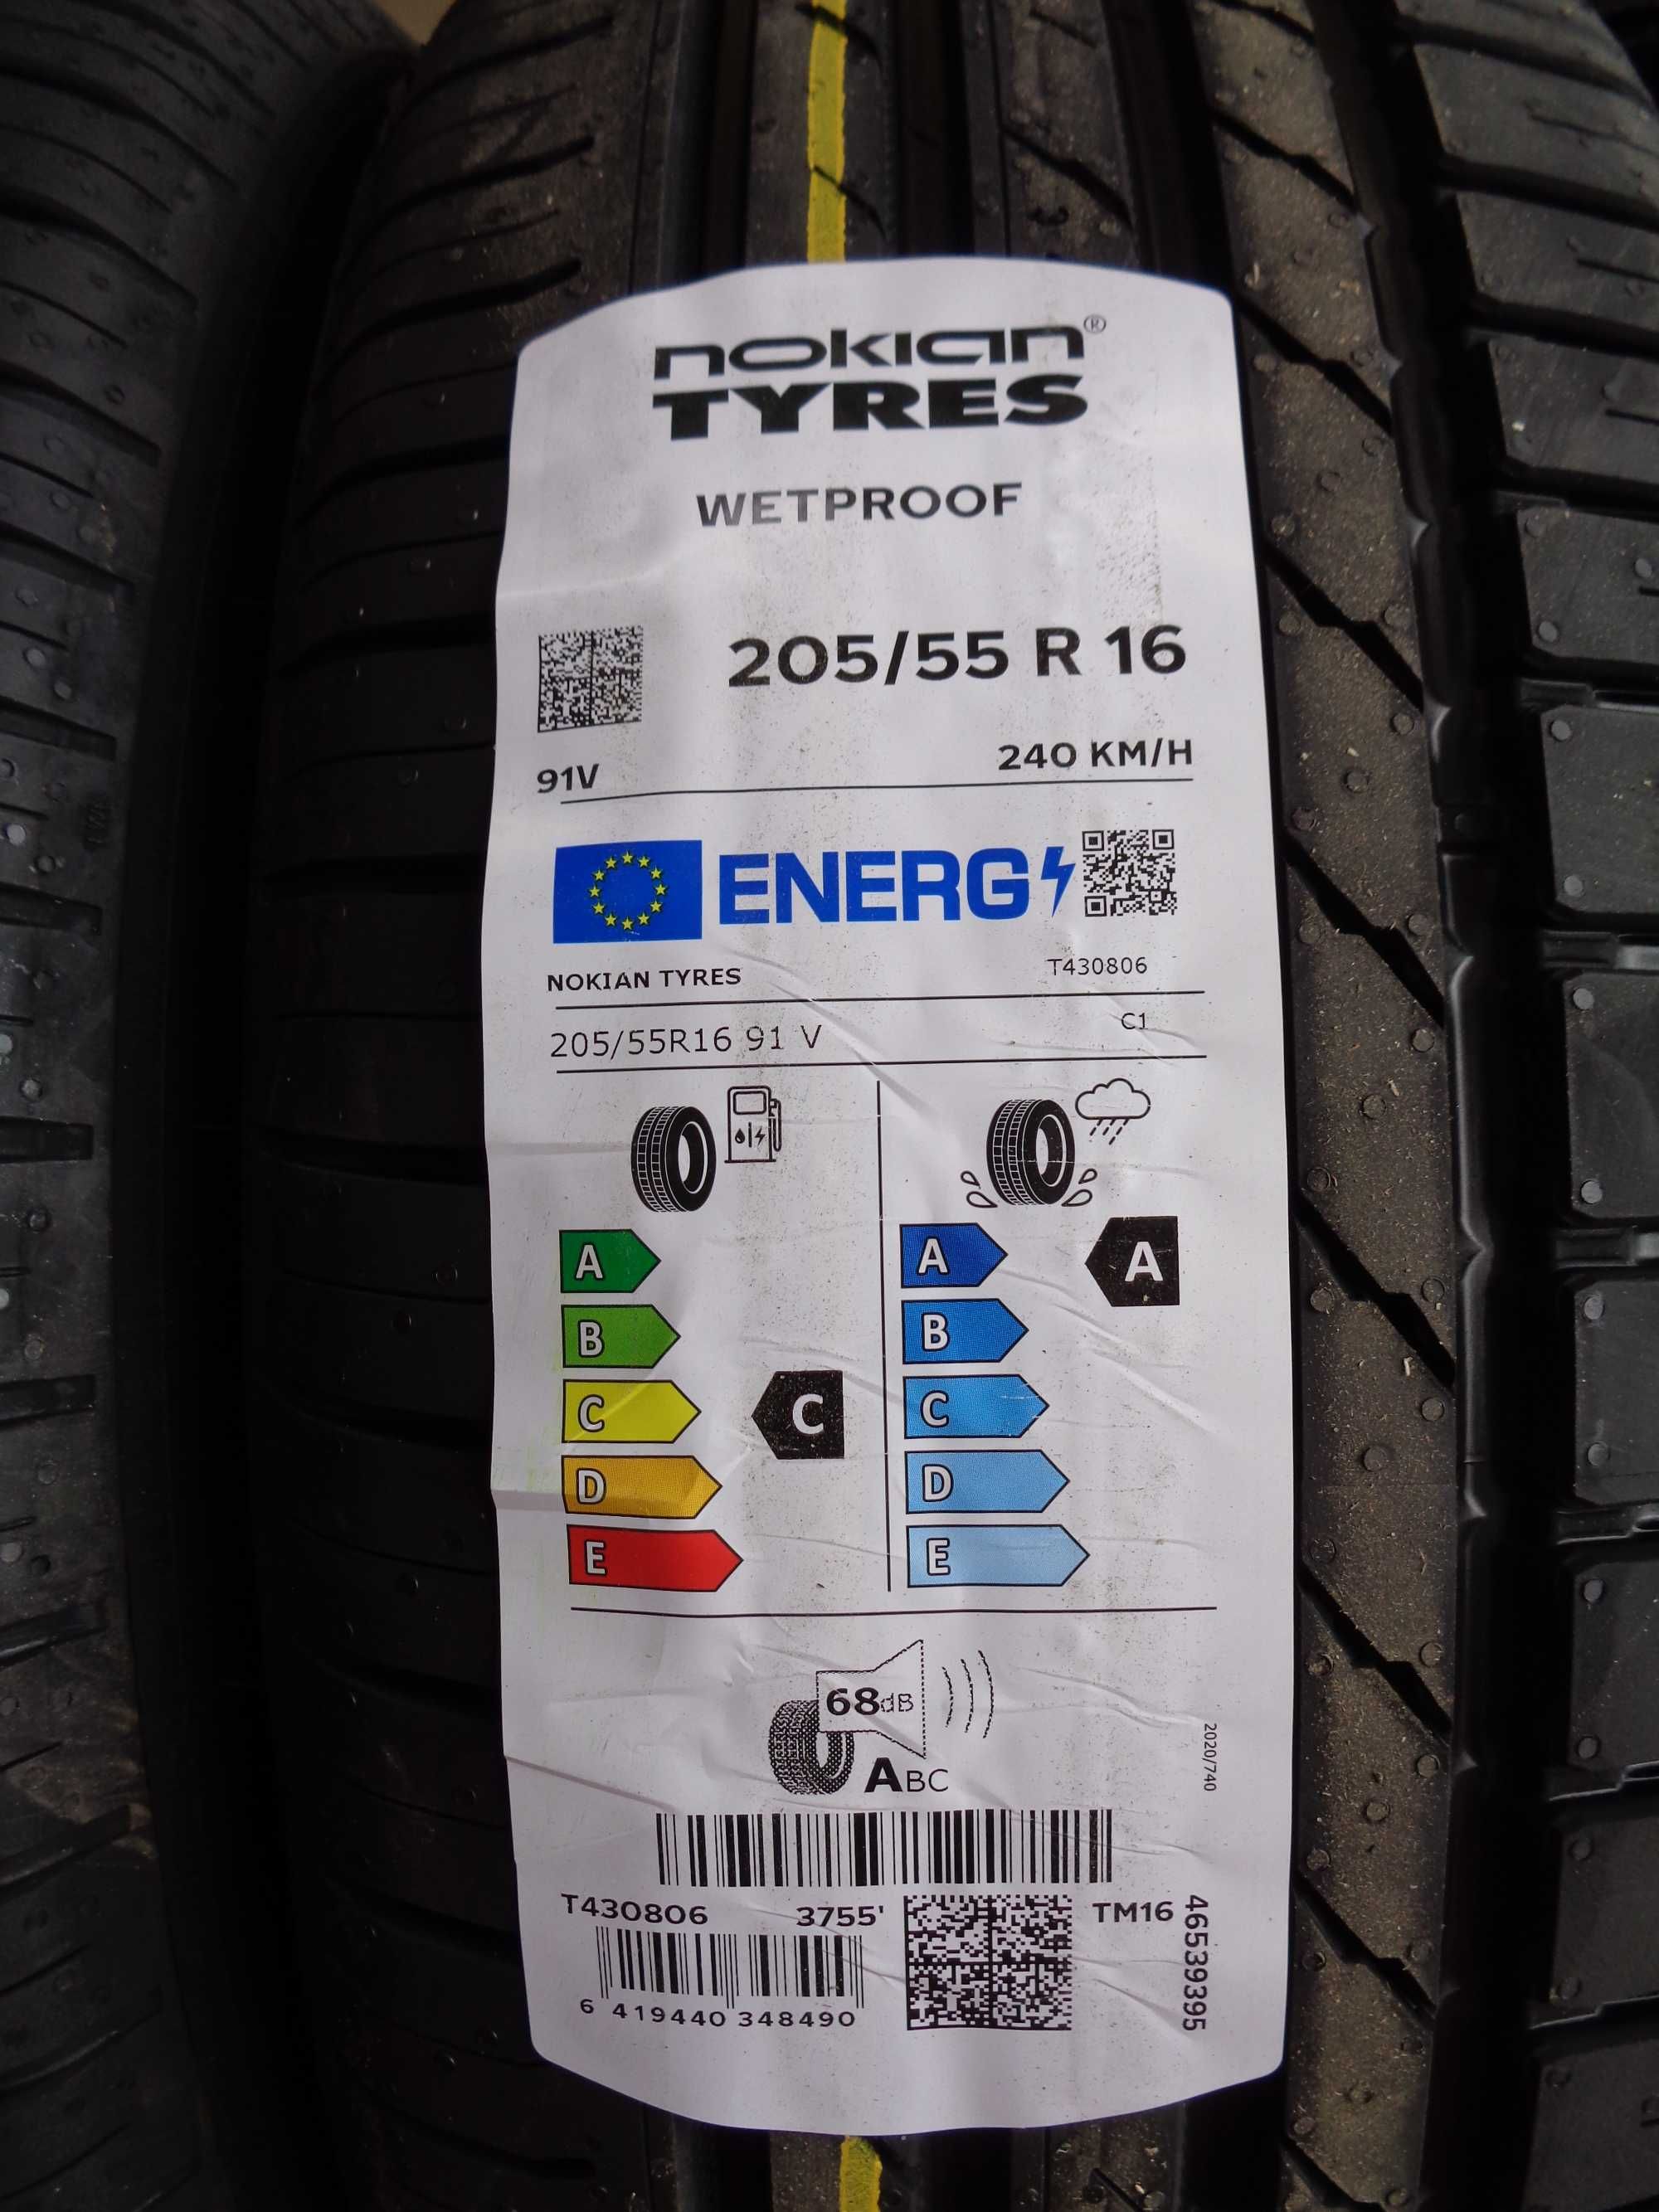 nokian®
TYRES
WETPROOF
205/55 R 16
91V
240 KM/H
ENERG
NOKIAN TYRES
T430806
205/55R16 91 V
C1
A
A
A
B
B
C
C
C
D
D
E
E
68dB
ABC
2020/740
T430806
3755'
TM16
46539395
6 419440 348490